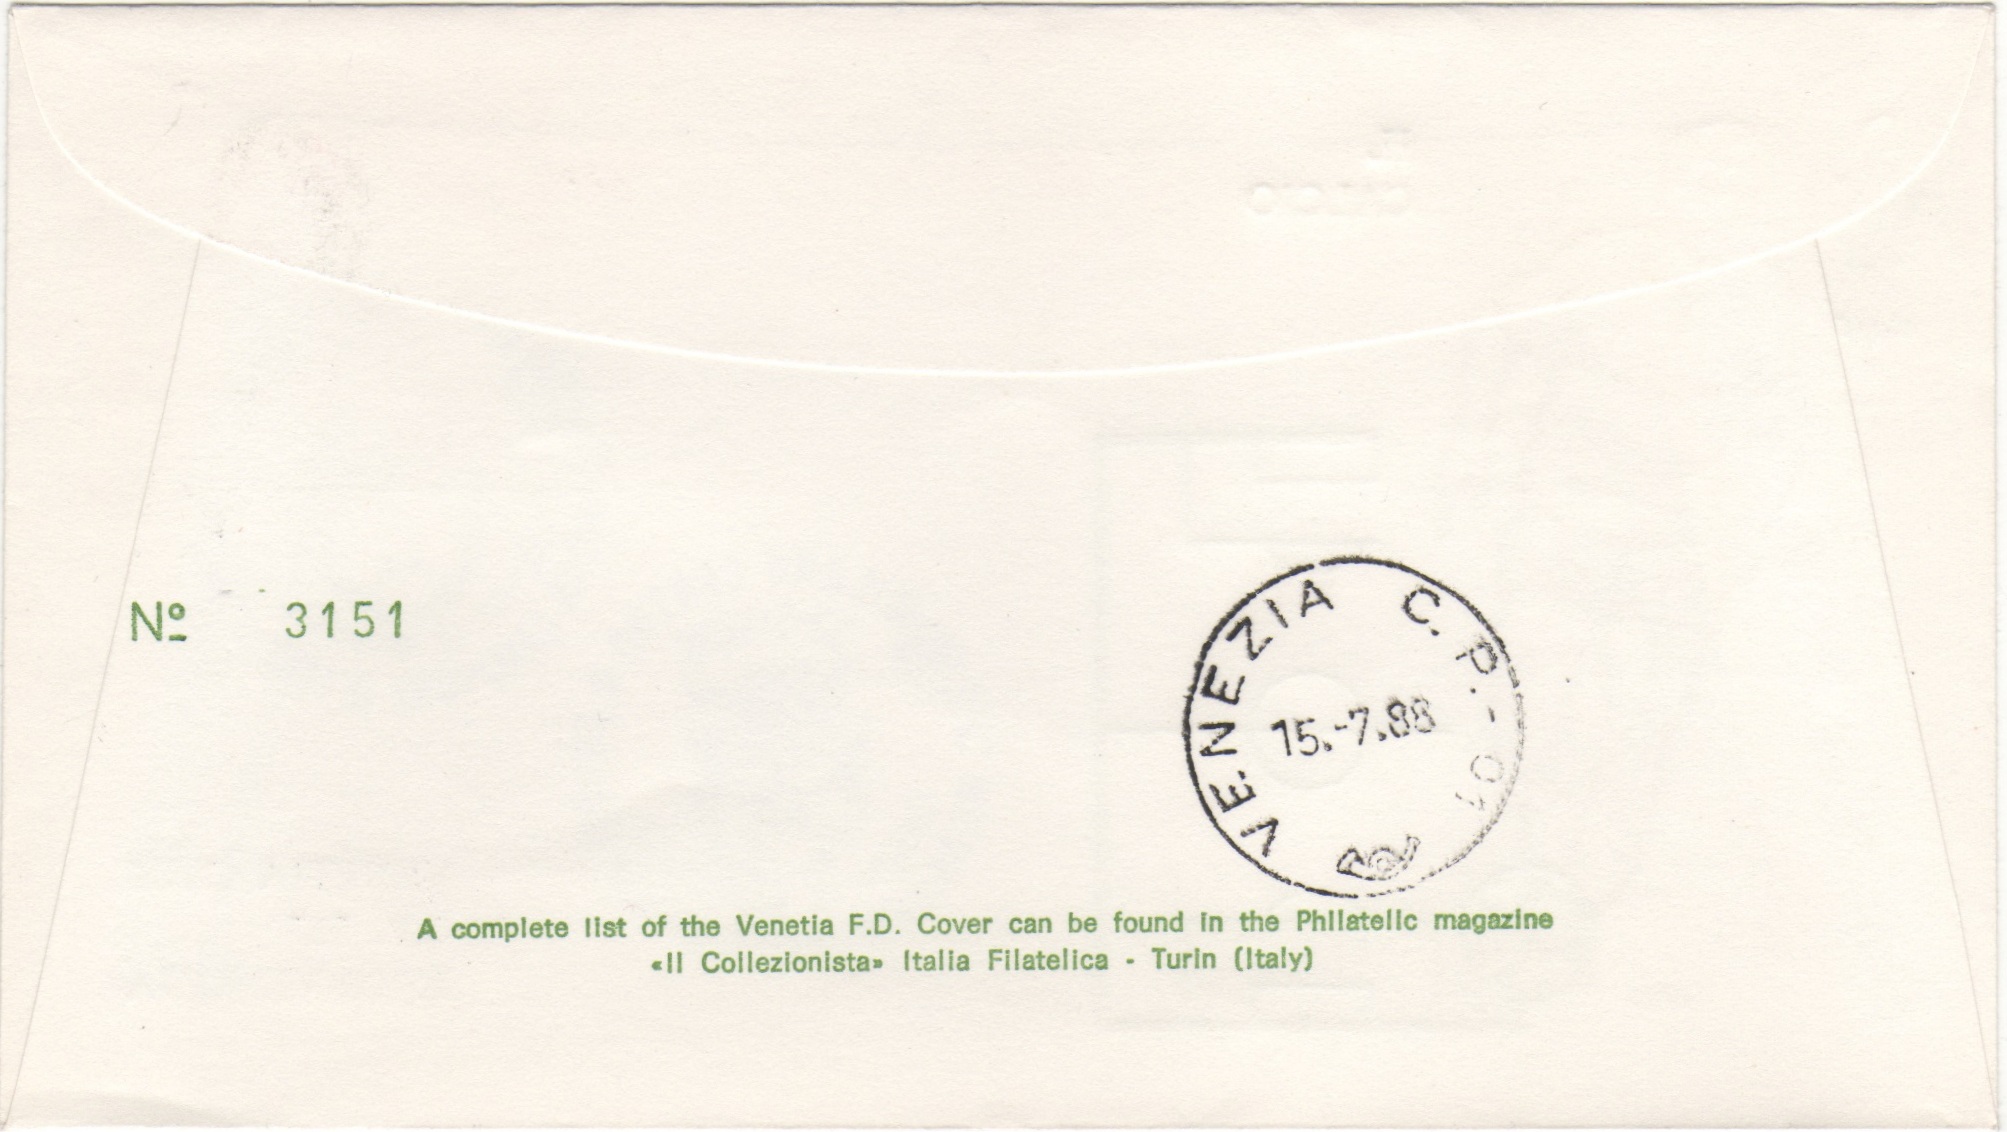 Nº 3151
VENEZIA C.P.-01
15.-7.88
A complete list of the Venetia F.D. Cover can be found in the Philatelic magazine
«Il Collezionista» Italia Filatelica - Turin (Italy)